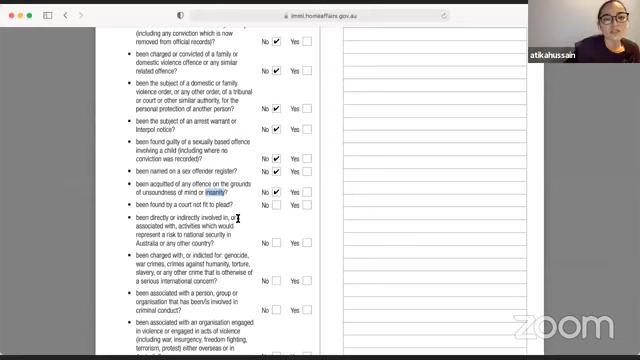 immi.homeaffairs.gov.au
(including any conviction which is now
removed from official records)? No ✔ Yes
• been charged or convicted of a family or
domestic violence offence or any similar
related offence? No ✔ Yes
• been the subject of a domestic or family
violence order, or any other order, of a tribunal
or court or other similar authority, for the
personal protection of another person? No ✔ Yes
• been the subject of an arrest warrant or
Interpol notice? No ✔ Yes
• been found guilty of a sexually based offence
involving a child (including where no
conviction was recorded)? No ✔ Yes
• been named on a sex offender register? No ✔ Yes
• been acquitted of any offence on the grounds
of unsoundness of mind or insanity? No ✔ Yes
• been found by a court not fit to plead? No Yes
• been directly or indirectly involved in, or
associated with, activities which would
represent a risk to national security in
Australia or any other country? No Yes
• been charged with, or indicted for: genocide,
war crimes, crimes against humanity, torture,
slavery, or any other crime that is otherwise of
a serious international concern? No Yes
• been associated with a person, group or
organisation that has been/is involved in
criminal conduct? No Yes
• been associated with an organisation engaged
in violence or engaged in acts of violence
(including war, insurgency, freedom fighting,
terrorism, protest) either overseas or in
atikahussain
zoom